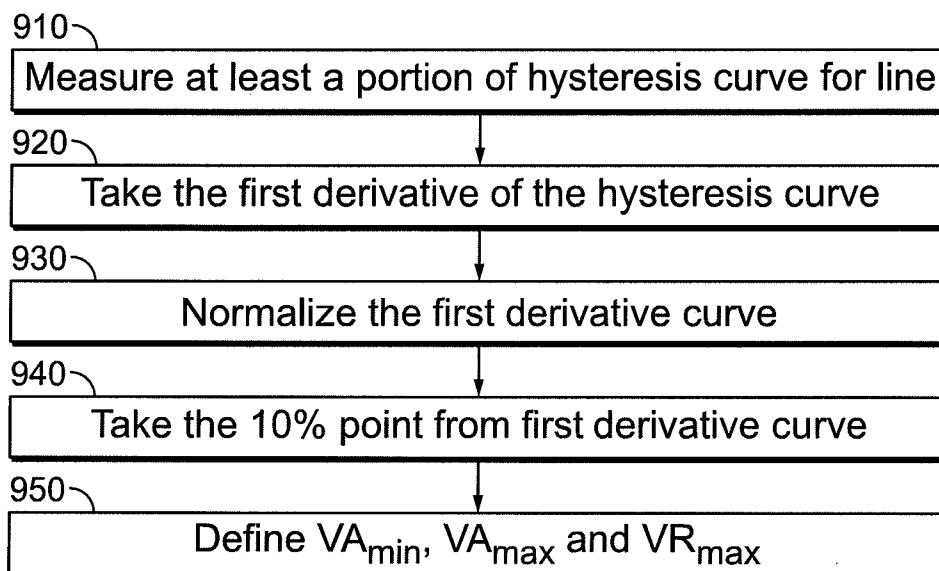 910
Measure at least a portion of hysteresis curve for line
920
Take the first derivative of the hysteresis curve
930
Normalize the first derivative curve
940
Take the 10% point from first derivative curve
950
Define VAmin, VAmax and VRmax